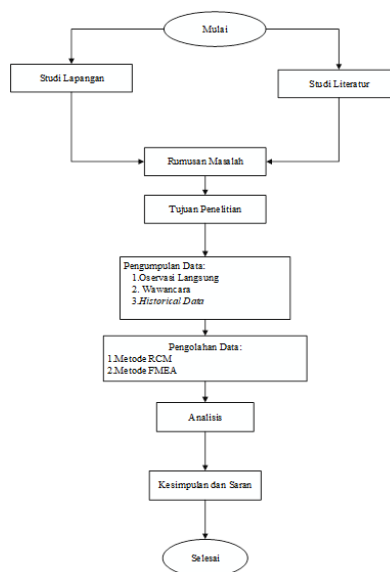 Mulai
Studi Lapangan
Studi Literatur
Rumusan Masalah
Tujuan Penelitian
Pengumpulan Data:
1.Oservasi Langsung
2. Wawancara
3.Historical Data
Pengolahan Data:
1.Metode RCM
2.Metode FMEA
Analisis
Kesimpulan dan Saran
Selesai